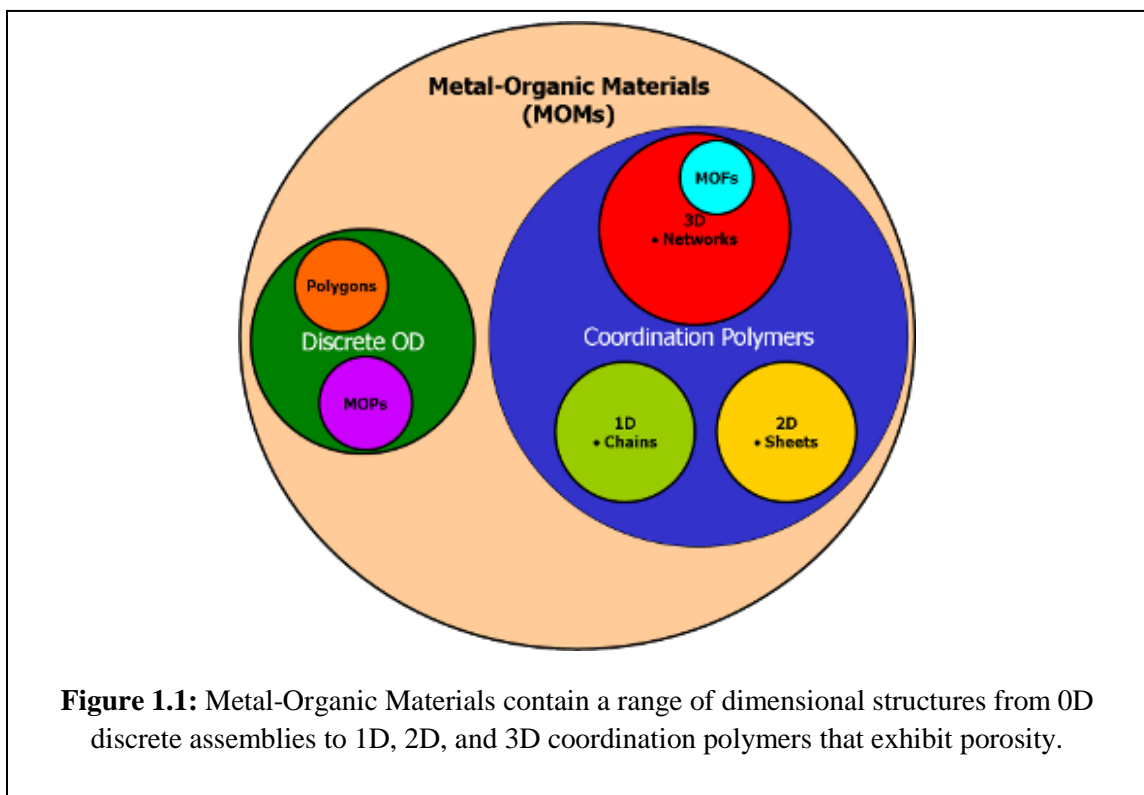 Metal-Organic Materials
(MOMs)
MOFs
3D
• Networks
Polygons
Discrete OD
MOPs
Coordination Polymers
1D
• Chains
2D
• Sheets
Figure 1.1: Metal-Organic Materials contain a range of dimensional structures from 0D
discrete assemblies to 1D, 2D, and 3D coordination polymers that exhibit porosity.